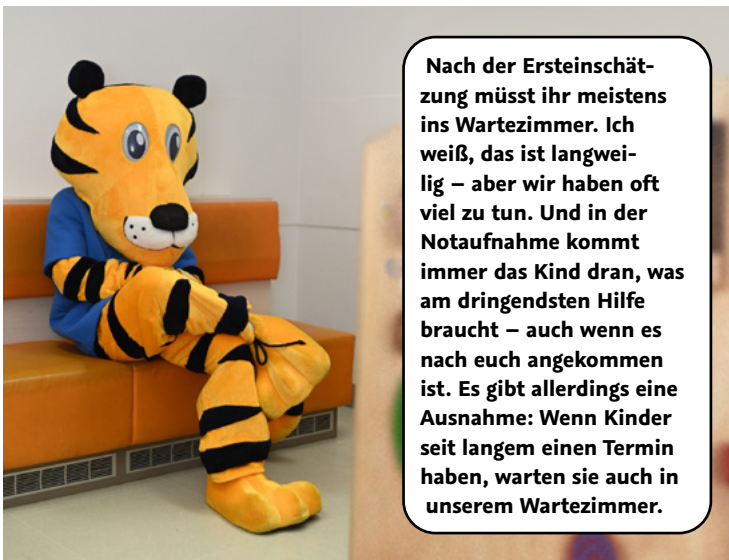 Nach der Ersteinschät-
zung müsst ihr meistens
ins Wartezimmer. Ich
weiß, das ist langwei-
lig – aber wir haben oft
viel zu tun. Und in der
Notaufnahme kommt
immer das Kind dran, was
am dringendsten Hilfe
braucht – auch wenn es
nach euch angekommen
ist. Es gibt allerdings eine
Ausnahme: Wenn Kinder
seit langem einen Termin
haben, warten sie auch in
unserem Wartezimmer.